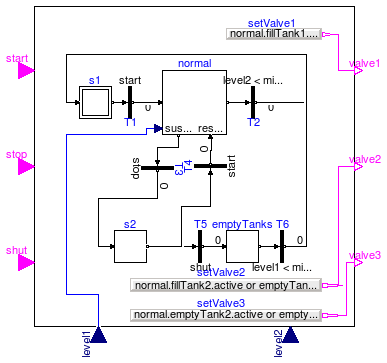 setValve1
normal.fillTank1....
start
valve1
s1
start
normal
level2 < mi...
0
0
T1
T2
sus...
res...
stop
stop
T3
T4
0
start
0
valve2
s2
T5
emptyTanks
T6
0
0
shut
shut
level1 < mi...
setValve2
normal.fillTank2.active or emptyTan...
valve3
setValve3
normal.emptyTank2.active or empty...
level1
level2